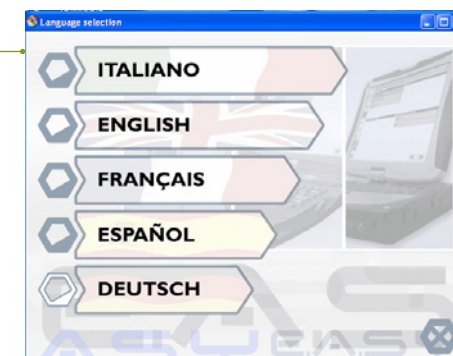 Language selection
ITALIANO
ENGLISH
FRANÇAIS
ESPAÑOL
DEUTSCH